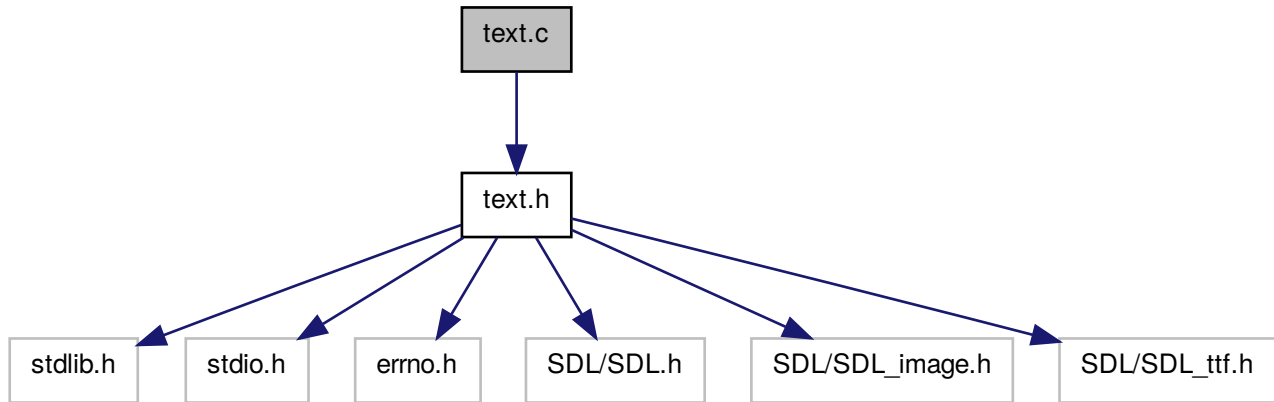 text.c
text.h
stdlib.h
stdio.h
errno.h
SDL/SDL.h
SDL/SDL_image.h
SDL/SDL_ttf.h